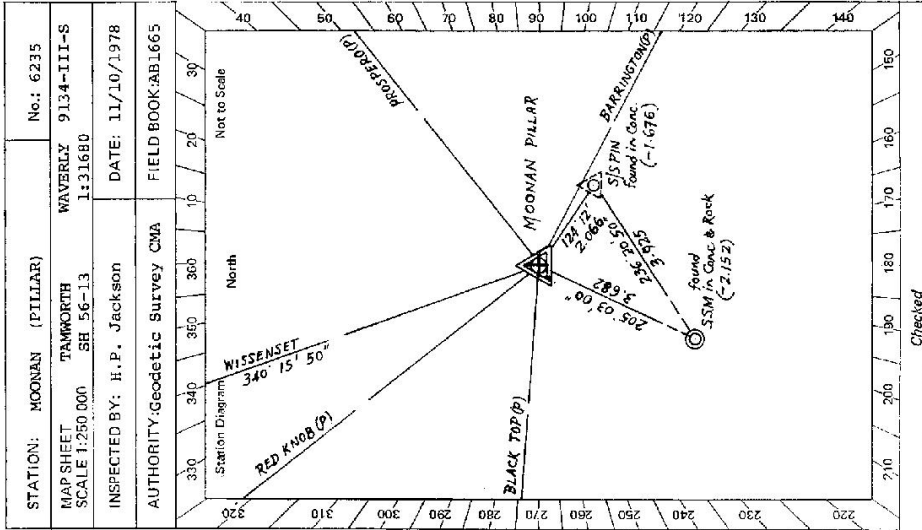 STATION: MOONAN (PILLAR) No.: 6235
MAP SHEET TAMWORTH WAVERLY 9134-III-S
SCALE 1:250 000 SH 56-13 1:31680
INSPECTED BY: H.P. Jackson DATE: 11/10/1978
AUTHORITY:Geodetic Survey CMA FIELD BOOK:AB1665
330 340 350 360 10 20 30
320 310 300 290 280 270 260 250 240 230 220
40 50 60 70 80 90 100 110 120 130 140
Station Diagram
North
Not to Scale
WISSENSET
340° 15' 50"
RED KNOB (P)
BLACK TOP (P)
PROSPERO (P)
BARRINGTON (P)
MOONAN PILLAR
124° 12'
2.066
205° 03' 00"
3.682
236° 20' 50"
3.925
S/S PIN
found in Conc.
(-1.676)
found
SSM in Conc & Rock
(-2.152)
210 200 190 180 170 160 150
Checked